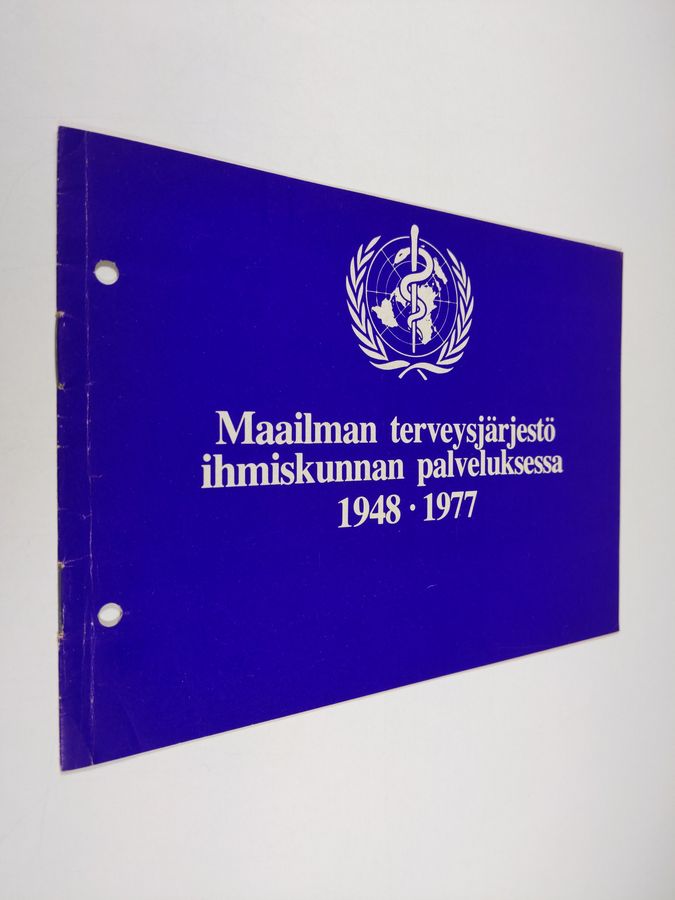 Maailman terveysjärjestö
ihmiskunnan palveluksessa
1948 · 1977